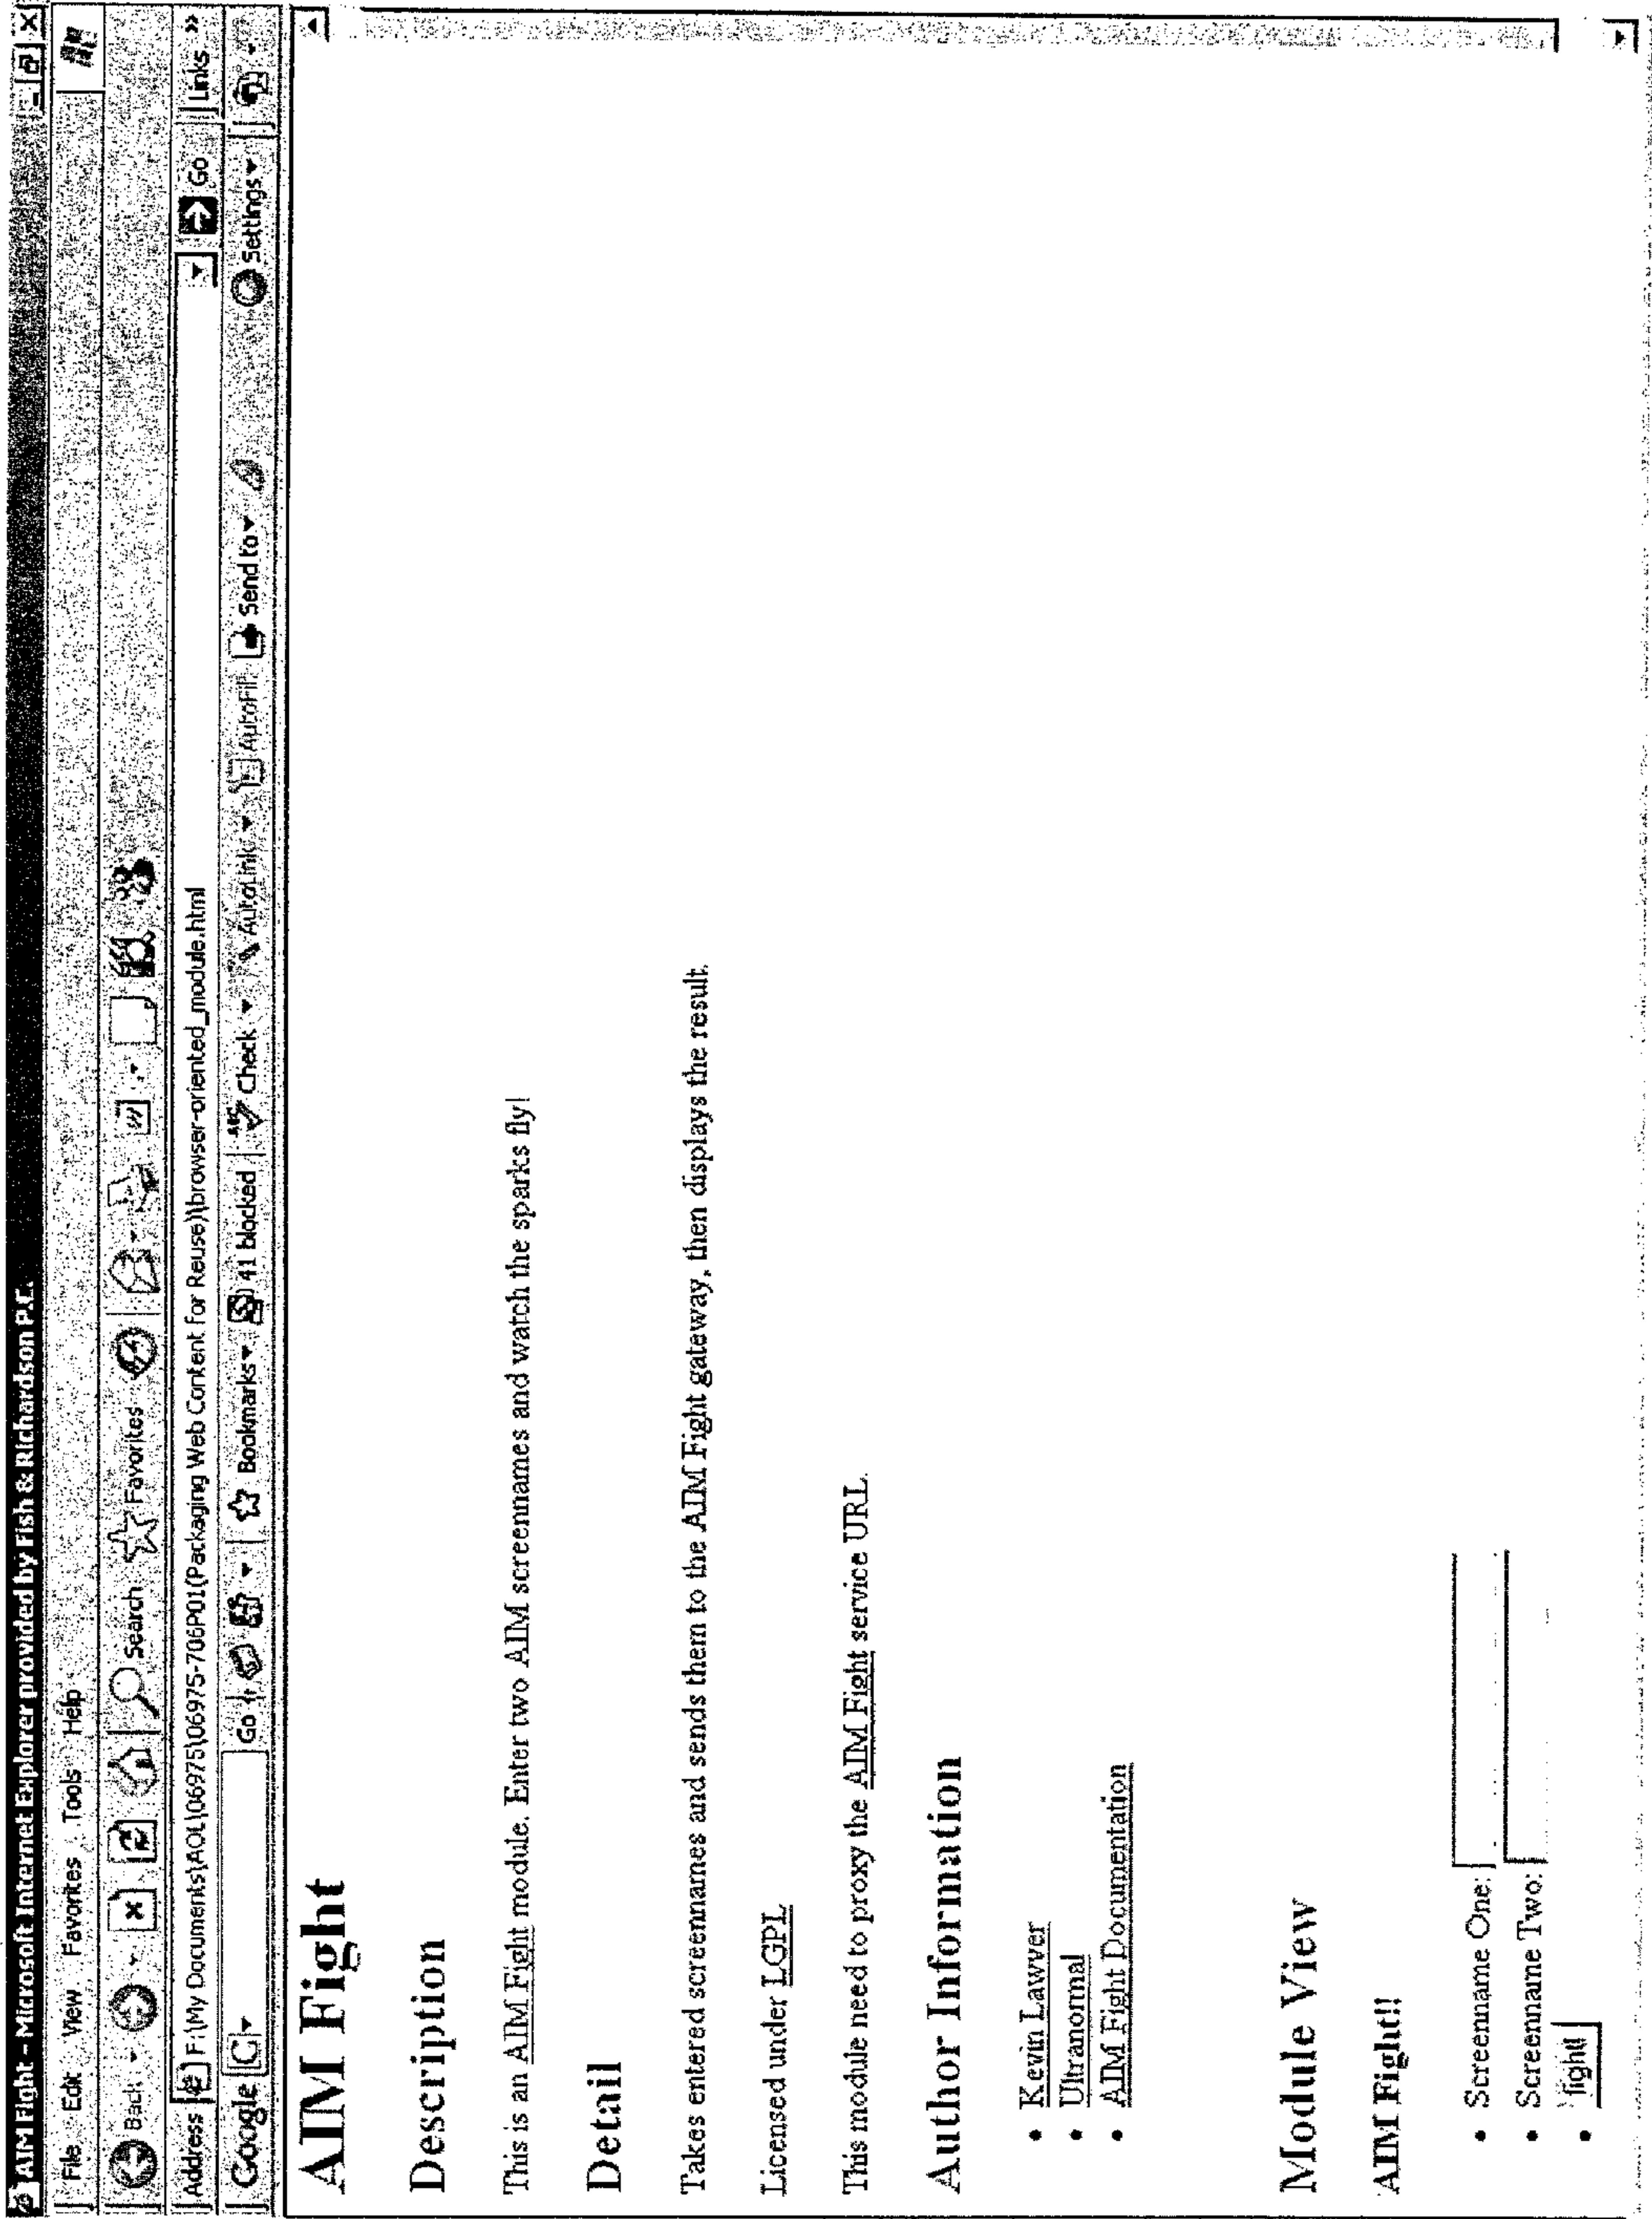 AIM Fight - Microsoft Internet Explorer provided by Fish & Richardson P.C.
File Edit View Favorites Tools Help
Back Search Favorites
Address F:\My Documents\AOL\06975\06975-706P01(Packaging Web Content For Reuse)\browser-oriented_module.html Go Links »
Google Go Bookmarks 41 blocked Check AutoLink AutoFill Send to Settings
AIM Fight
Description
This is an AIM Fight module. Enter two AIM screennames and watch the sparks fly!
Detail
Takes entered screennames and sends them to the AIM Fight gateway, then displays the result.
Licensed under LGPL
This module need to proxy the AIM Fight service URL.
Author Information
• Kevin Lawver
• Ultranormal
• AIM Fight Documentation
Module View
AIM Fight!!
• Screenname One:
• Screenname Two:
• fight!